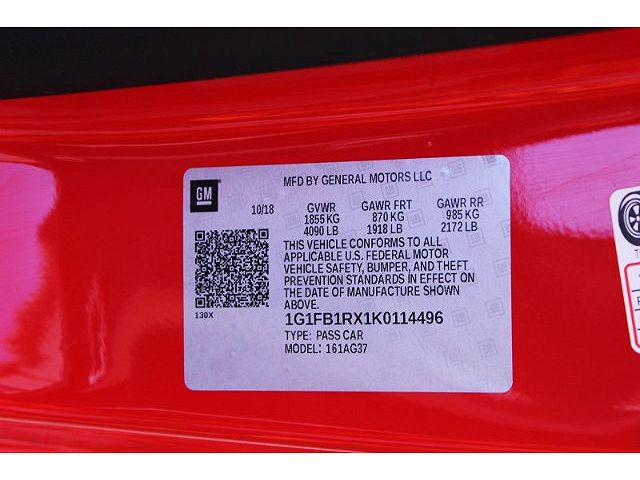 GM
MFD BY GENERAL MOTORS LLC
10/18 GVWR GAWR FRT GAWR RR
1855 KG 870 KG 985 KG
4090 LB 1918 LB 2172 LB
THIS VEHICLE CONFORMS TO ALL
APPLICABLE U.S. FEDERAL MOTOR
VEHICLE SAFETY, BUMPER, AND THEFT
PREVENTION STANDARDS IN EFFECT ON
THE DATE OF MANUFACTURE SHOWN
ABOVE.
130X
1G1FB1RX1K0114496
TYPE: PASS CAR
MODEL: 161AG37